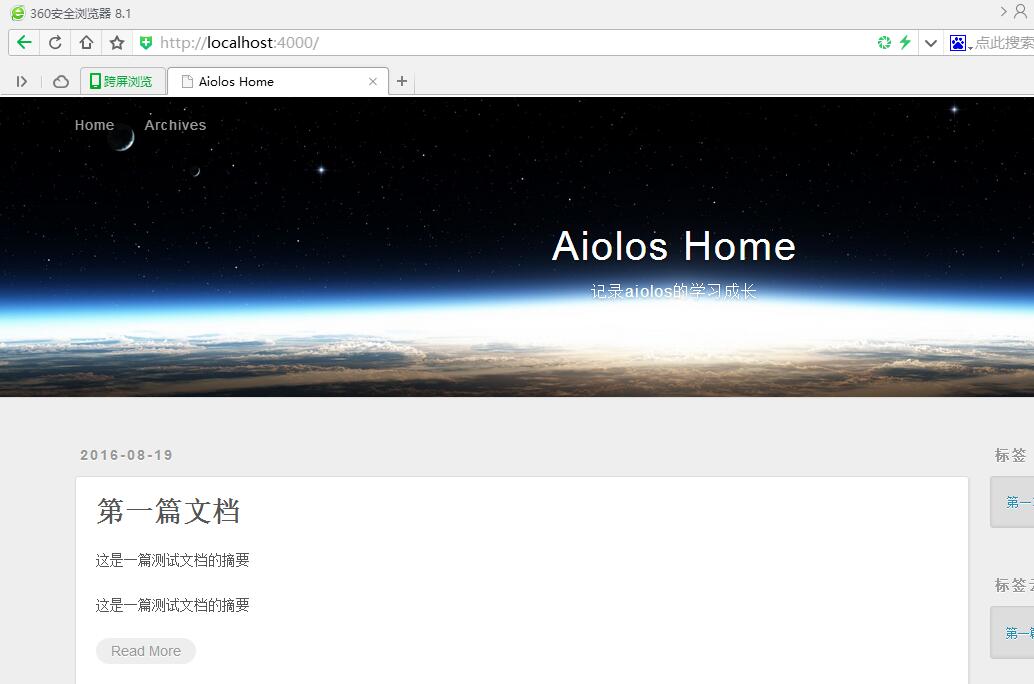 360安全浏览器 8.1
http://localhost:4000/
点此搜索
跨屏浏览
Aiolos Home
Home
Archives
Aiolos Home
记录aiolos的学习成长
2016-08-19
标签
第一篇文档
第一
这是一篇测试文档的摘要
这是一篇测试文档的摘要
标签云
第一篇
Read More